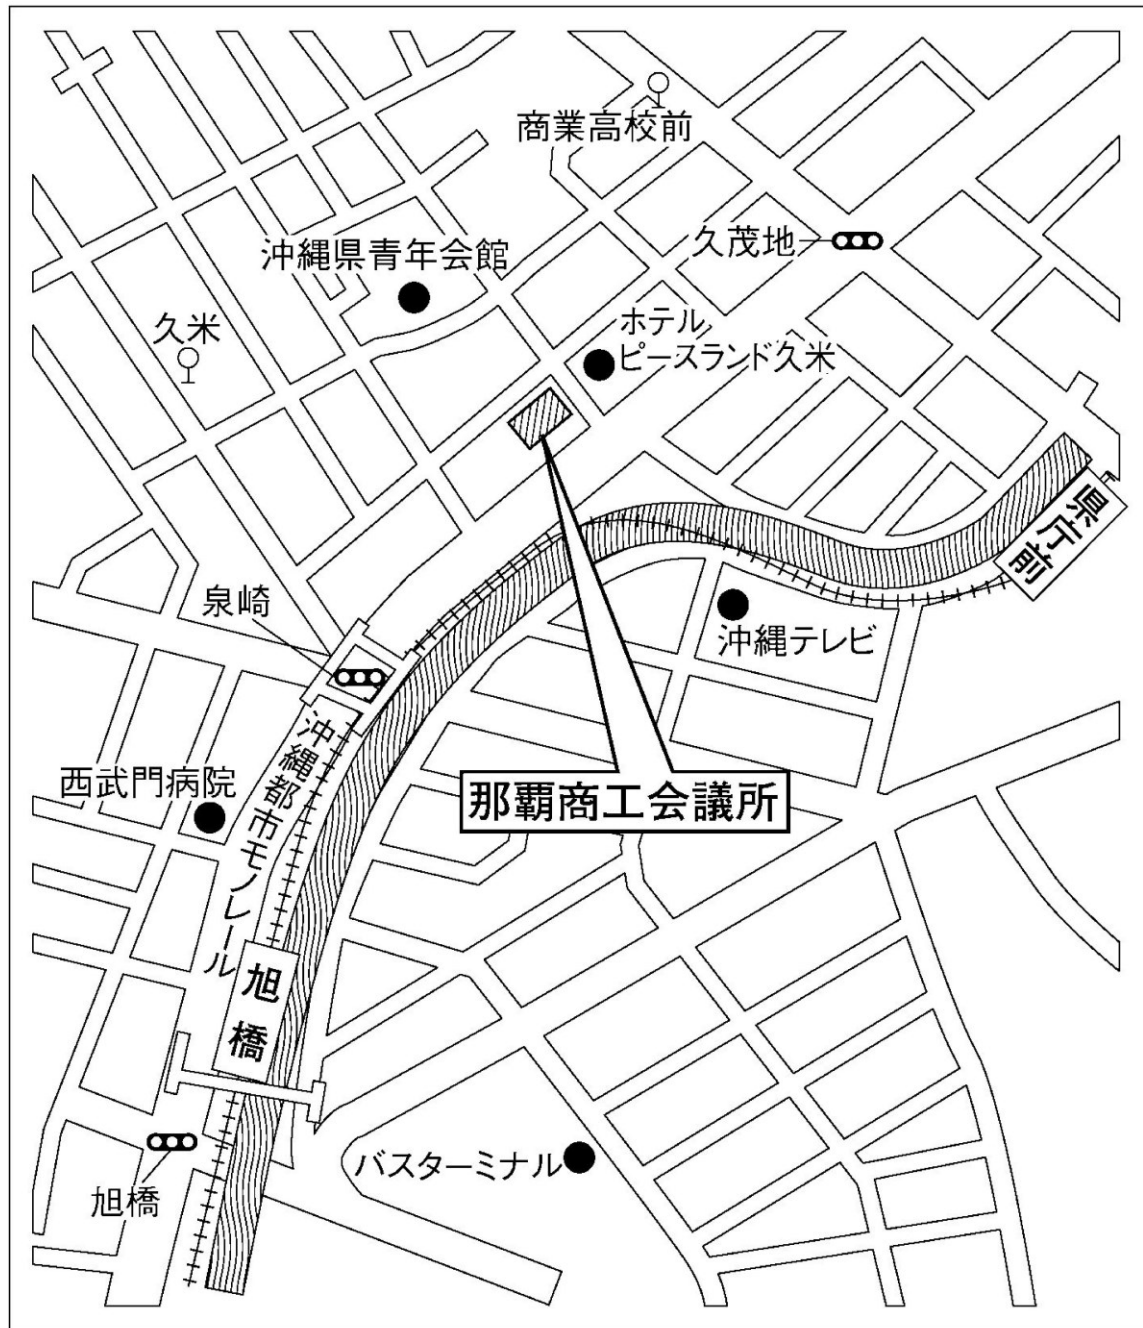 商業高校前
久茂地
沖縄県青年会館
久米
ホテル
ピースランド久米
県庁前
泉崎
沖縄テレビ
沖縄都市モノレール
西武門病院
那覇商工会議所
旭橋
バスターミナル
旭橋